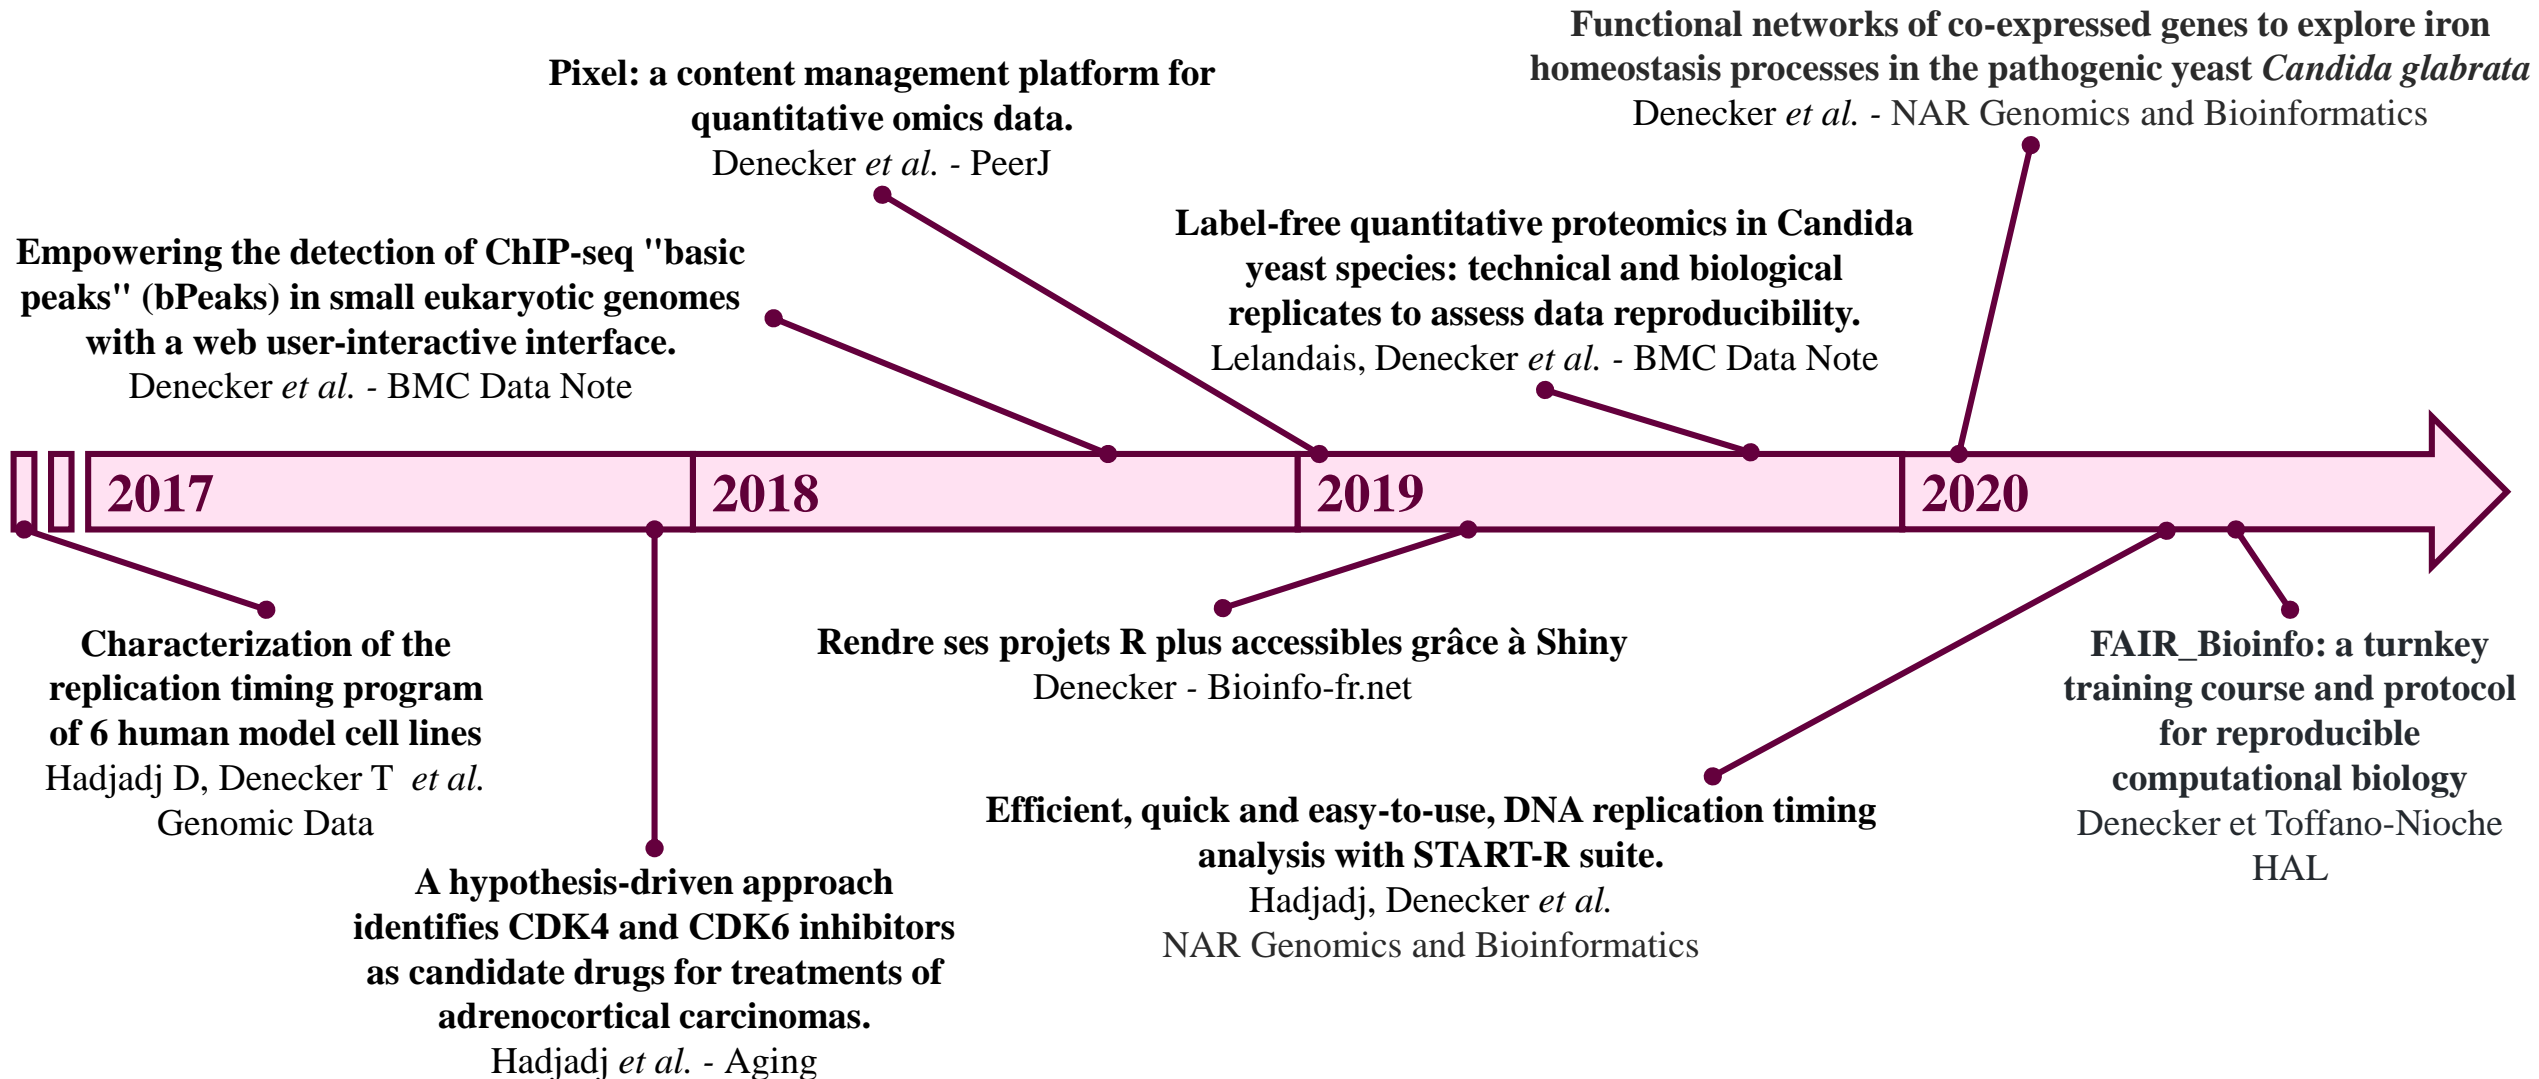 Functional networks of co-expressed genes to explore iron
homeostasis processes in the pathogenic yeast Candida glabrata
Denecker et al. - NAR Genomics and Bioinformatics
Pixel: a content management platform for
quantitative omics data.
Denecker et al. - PeerJ
Label-free quantitative proteomics in Candida
yeast species: technical and biological
replicates to assess data reproducibility.
Lelandais, Denecker et al. - BMC Data Note
Empowering the detection of ChIP-seq "basic
peaks" (bPeaks) in small eukaryotic genomes
with a web user-interactive interface.
Denecker et al. - BMC Data Note
2017
2018
2019
2020
Characterization of the
replication timing program
of 6 human model cell lines
Hadjadj D, Denecker T et al.
Genomic Data
A hypothesis-driven approach
identifies CDK4 and CDK6 inhibitors
as candidate drugs for treatments of
adrenocortical carcinomas.
Hadjadj et al. - Aging
Rendre ses projets R plus accessibles grâce à Shiny
Denecker - Bioinfo-fr.net
Efficient, quick and easy-to-use, DNA replication timing
analysis with START-R suite.
Hadjadj, Denecker et al.
NAR Genomics and Bioinformatics
FAIR_Bioinfo: a turnkey
training course and protocol
for reproducible
computational biology
Denecker et Toffano-Nioche
HAL